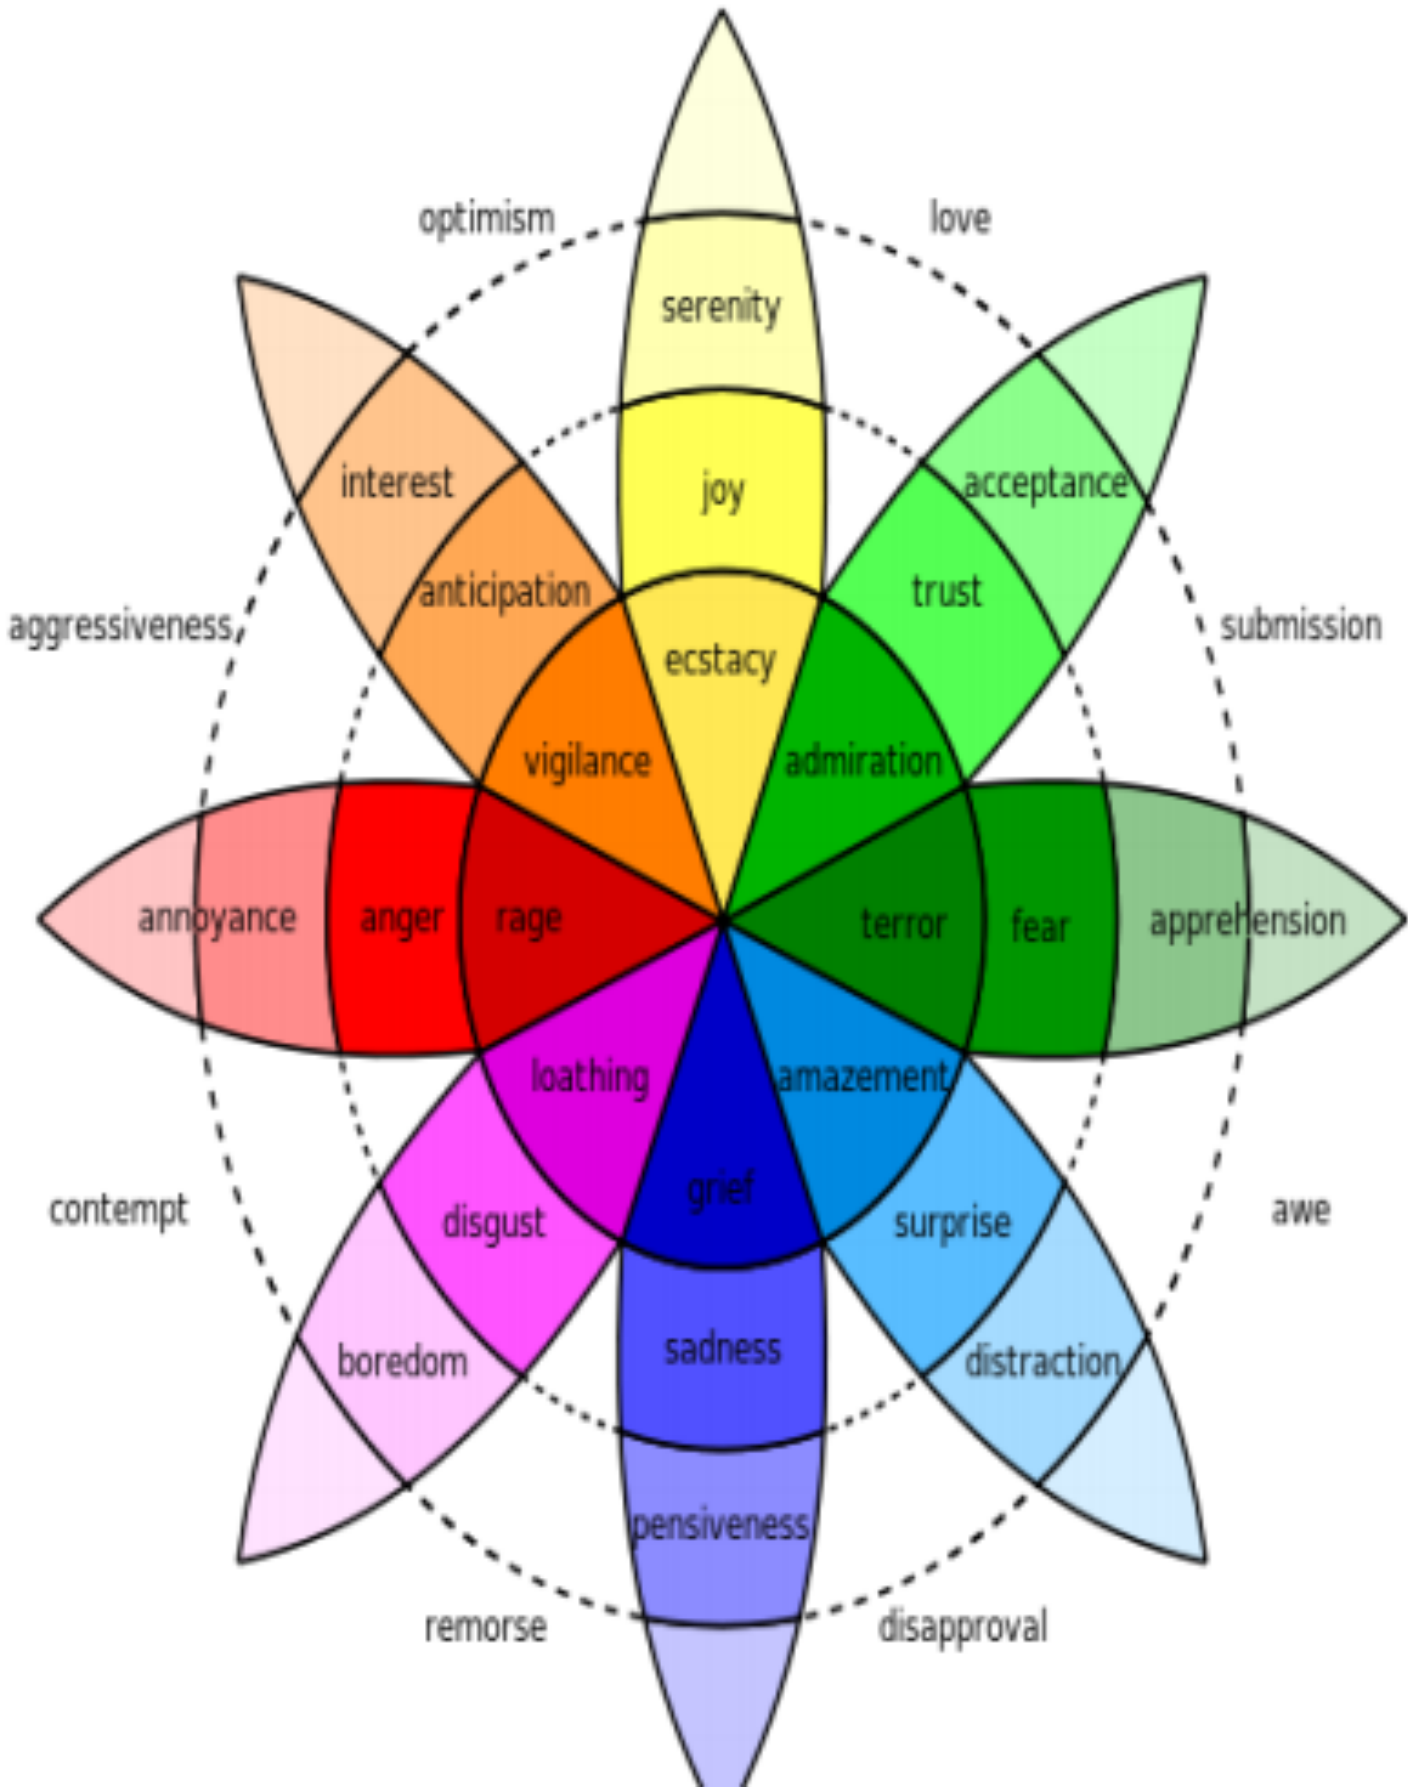 optimism
love
serenity
interest
joy
acceptance
anticipation
trust
aggressiveness
submission
ecstacy
vigilance
admiration
annoyance
anger
rage
terror
fear
apprehension
loathing
amazement
grief
contempt
disgust
surprise
awe
sadness
boredom
distraction
pensiveness
remorse
disapproval